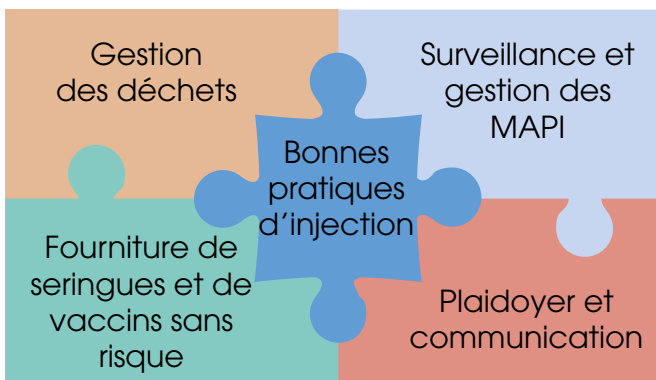 Gestion
des déchets
Surveillance et
gestion des
MAPI
Bonnes
pratiques
d'injection
Fourniture de
seringues et de
vaccins sans
risque
Plaidoyer et
communication